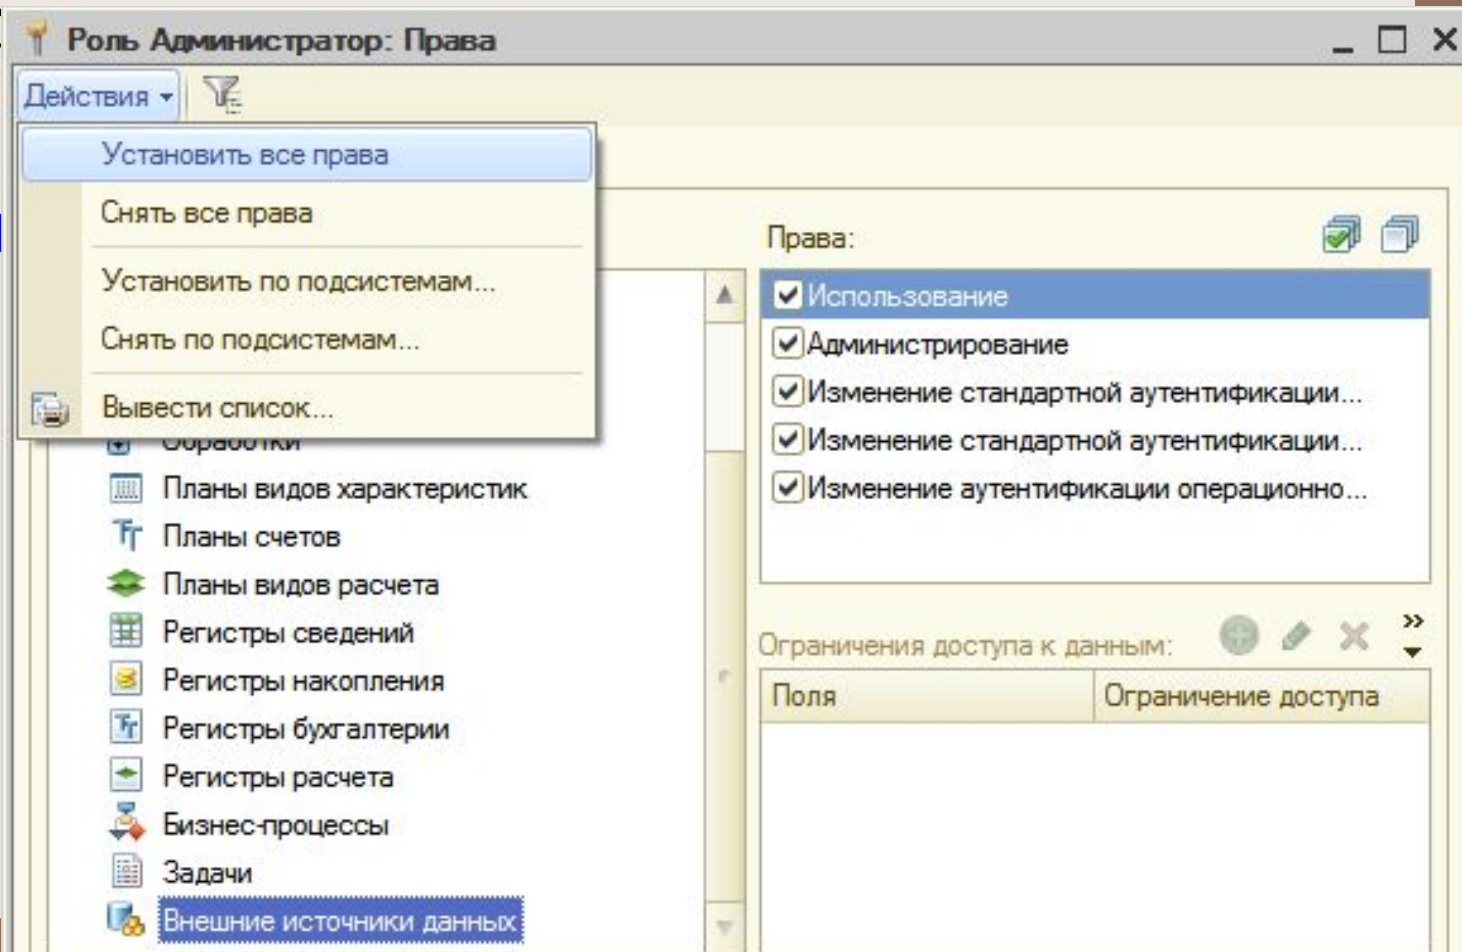 Роль Администратор: Права
Действия
Установить все права
Снять все права
Установить по подсистемам...
Снять по подсистемам...
Вывести список...
Обработки
Планы видов характеристик
Планы счетов
Планы видов расчета
Регистры сведений
Регистры накопления
Регистры бухгалтерии
Регистры расчета
Бизнес-процессы
Задачи
Внешние источники данных
Права:
Использование
Администрирование
Изменение стандартной аутентификации...
Изменение стандартной аутентификации...
Изменение аутентификации операционно...
Ограничения доступа к данным:
Поля
Ограничение доступа